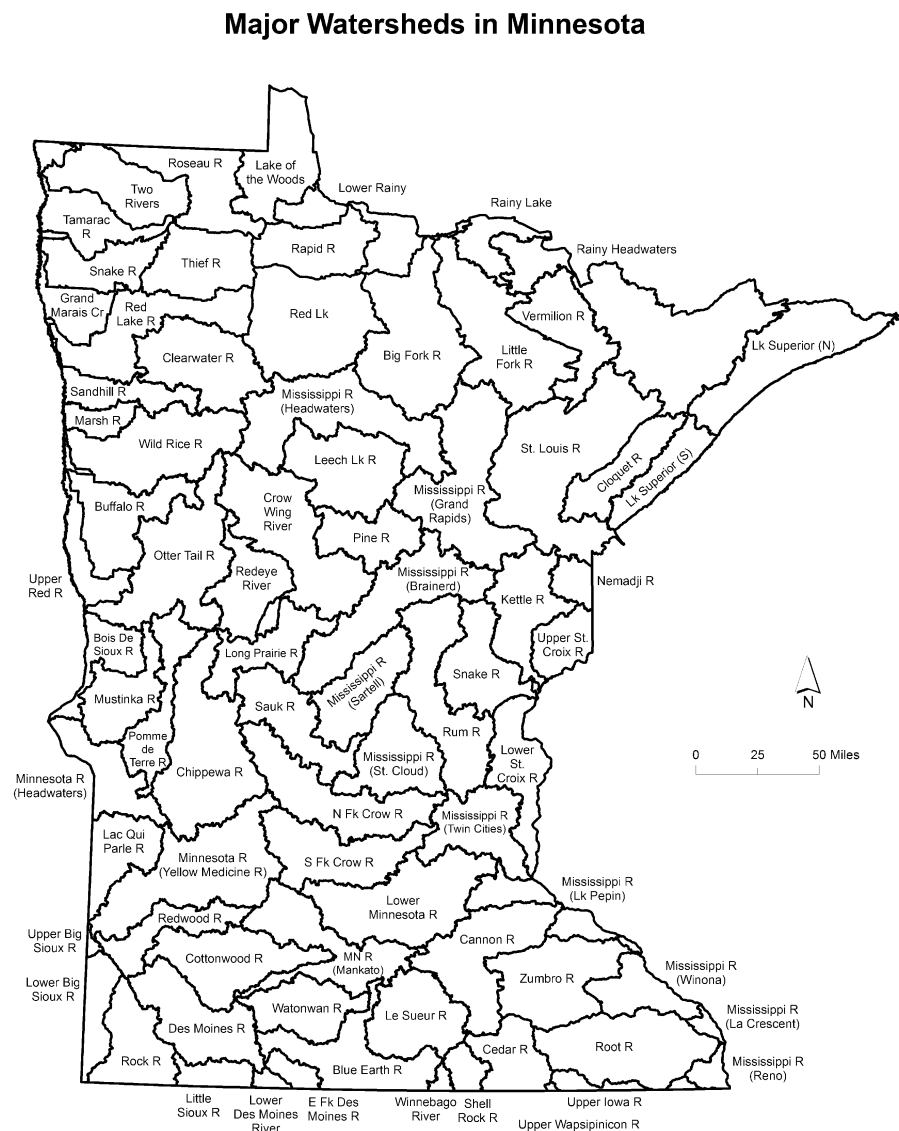 Major Watersheds in Minnesota
Roseau R
Lake of
the Woods
Lower Rainy
Two
Rivers
Rainy Lake
Tamarac
R
Rapid R
Rainy Headwaters
Snake R
Thief R
Grand
Marais Cr
Red
Lake R
Red Lk
Vermilion R
Lk Superior (N)
Clearwater R
Big Fork R
Little
Fork R
Sandhill R
Mississippi R
(Headwaters)
Marsh R
Wild Rice R
Leech Lk R
St. Louis R
Cloquet R
Lk Superior (S)
Buffalo R
Crow
Wing
River
Mississippi R
(Grand
Rapids)
Pine R
Otter Tail R
Redeye
River
Mississippi R
(Brainerd)
Upper
Red R
Kettle R
Nemadji R
Bois De
Sioux R
Long Prairie R
Upper St.
Croix R
Mustinka R
Sauk R
Mississippi R
(Sartell)
Snake R
N
Pomme
de
Terre R
Chippewa R
Mississippi R
(St. Cloud)
Rum R
Lower
St.
Croix R
0 25 50 Miles
Minnesota R
(Headwaters)
N Fk Crow R
Mississippi R
(Twin Cities)
Lac Qui
Parle R
Minnesota R
(Yellow Medicine R)
S Fk Crow R
Lower
Minnesota R
Mississippi R
(Lk Pepin)
Redwood R
Upper Big
Sioux R
Cottonwood R
MN R
(Mankato)
Cannon R
Zumbro R
Mississippi R
(Winona)
Lower Big
Sioux R
Watonwan R
Le Sueur R
Mississippi R
(La Crescent)
Des Moines R
Rock R
Blue Earth R
Cedar R
Root R
Mississippi R
(Reno)
Little
Sioux R
Lower
Des Moines
River
E Fk Des
Moines R
Winnebago
River
Shell
Rock R
Upper Iowa R
Upper Wapsipinicon R